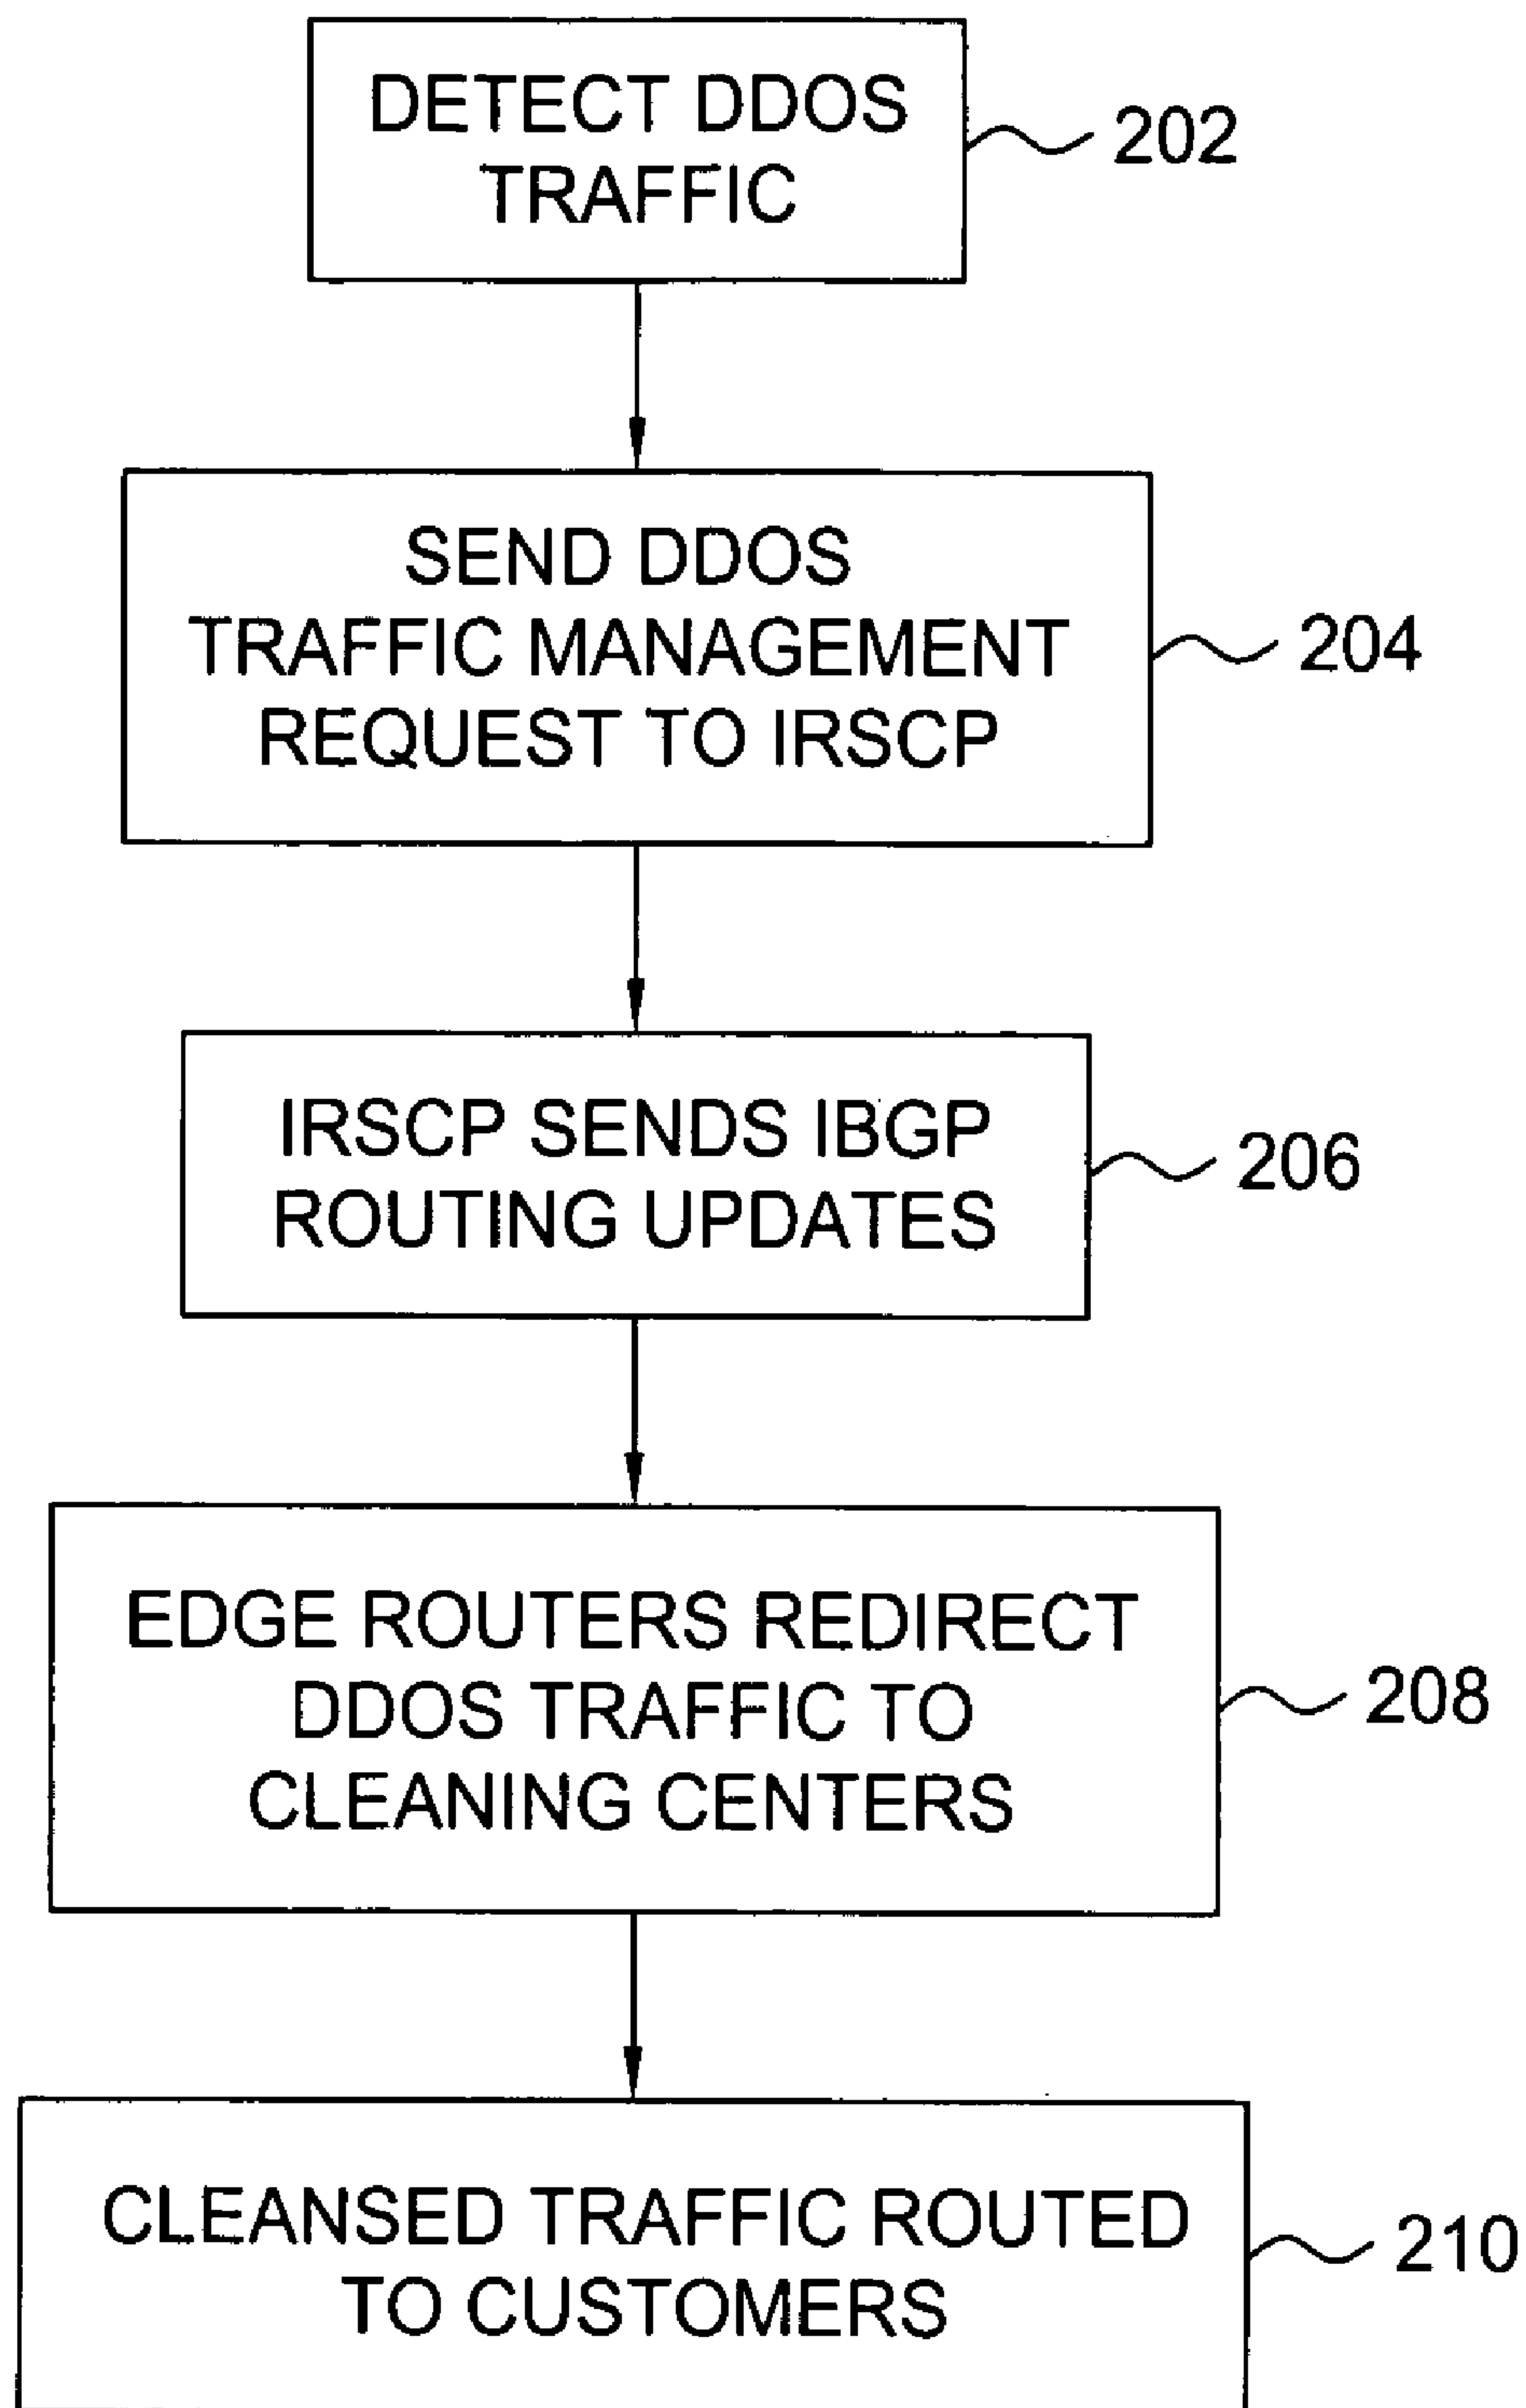 DETECT DDOS
TRAFFIC
202
SEND DDOS
TRAFFIC MANAGEMENT
REQUEST TO IRSCP
204
IRSCP SENDS IBGP
ROUTING UPDATES
206
EDGE ROUTERS REDIRECT
DDOS TRAFFIC TO
CLEANING CENTERS
208
CLEANSED TRAFFIC ROUTED
TO CUSTOMERS
210